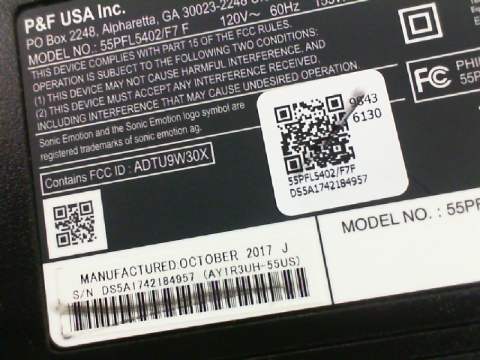 P&F USA Inc.
PO Box 2248, Alpharetta, GA 30023-2248
MODEL NO : 55PFL5402/F7 F 120V~ 60Hz
THIS DEVICE COMPLIES WITH PART 15 OF THE FCC RULES.
OPERATION IS SUBJECT TO THE FOLLOWING TWO CONDITIONS:
(1) THIS DEVICE MAY NOT CAUSE HARMFUL INTERFERENCE, AND
(2) THIS DEVICE MUST ACCEPT ANY INTERFERENCE RECEIVED,
INCLUDING INTERFERENCE THAT MAY CAUSE UNDESIRED OPERATION.
Sonic Emotion and the Sonic Emotion logo symbol are
registered trademarks of sonic emotion ag.
Contains FCC ID : ADTU9W30X
FC
PHI
55P
9843
6130
55PFL5402/F7F
DS5A1742184957
MANUFACTURED:OCTOBER 2017 J
S/N DS5A1742184957 (AY1R3UH-55US)
MODEL NO. : 55PF